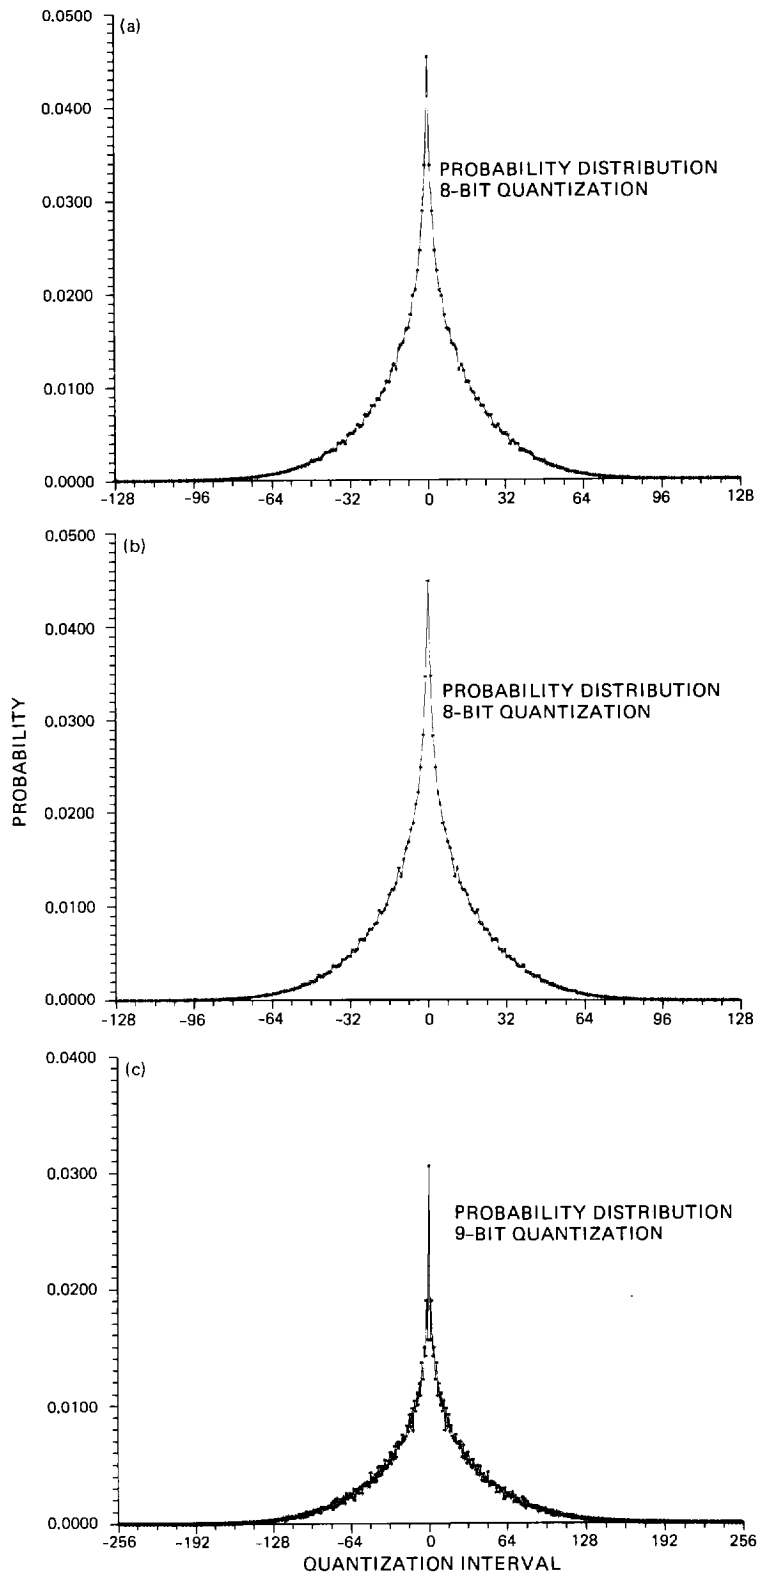 0.0500
(a)
0.0400
PROBABILITY DISTRIBUTION
8-BIT QUANTIZATION
0.0300
0.0200
0.0100
0.0000
-128 -96 -64 -32 0 32 64 96 128
0.0500
(b)
0.0400
PROBABILITY DISTRIBUTION
8-BIT QUANTIZATION
0.0300
PROBABILITY
0.0200
0.0100
0.0000
-128 -96 -64 -32 0 32 64 96 128
0.0400
(c)
0.0300
PROBABILITY DISTRIBUTION
9-BIT QUANTIZATION
0.0200
0.0100
0.0000
-256 -192 -128 -64 0 64 128 192 256
QUANTIZATION INTERVAL